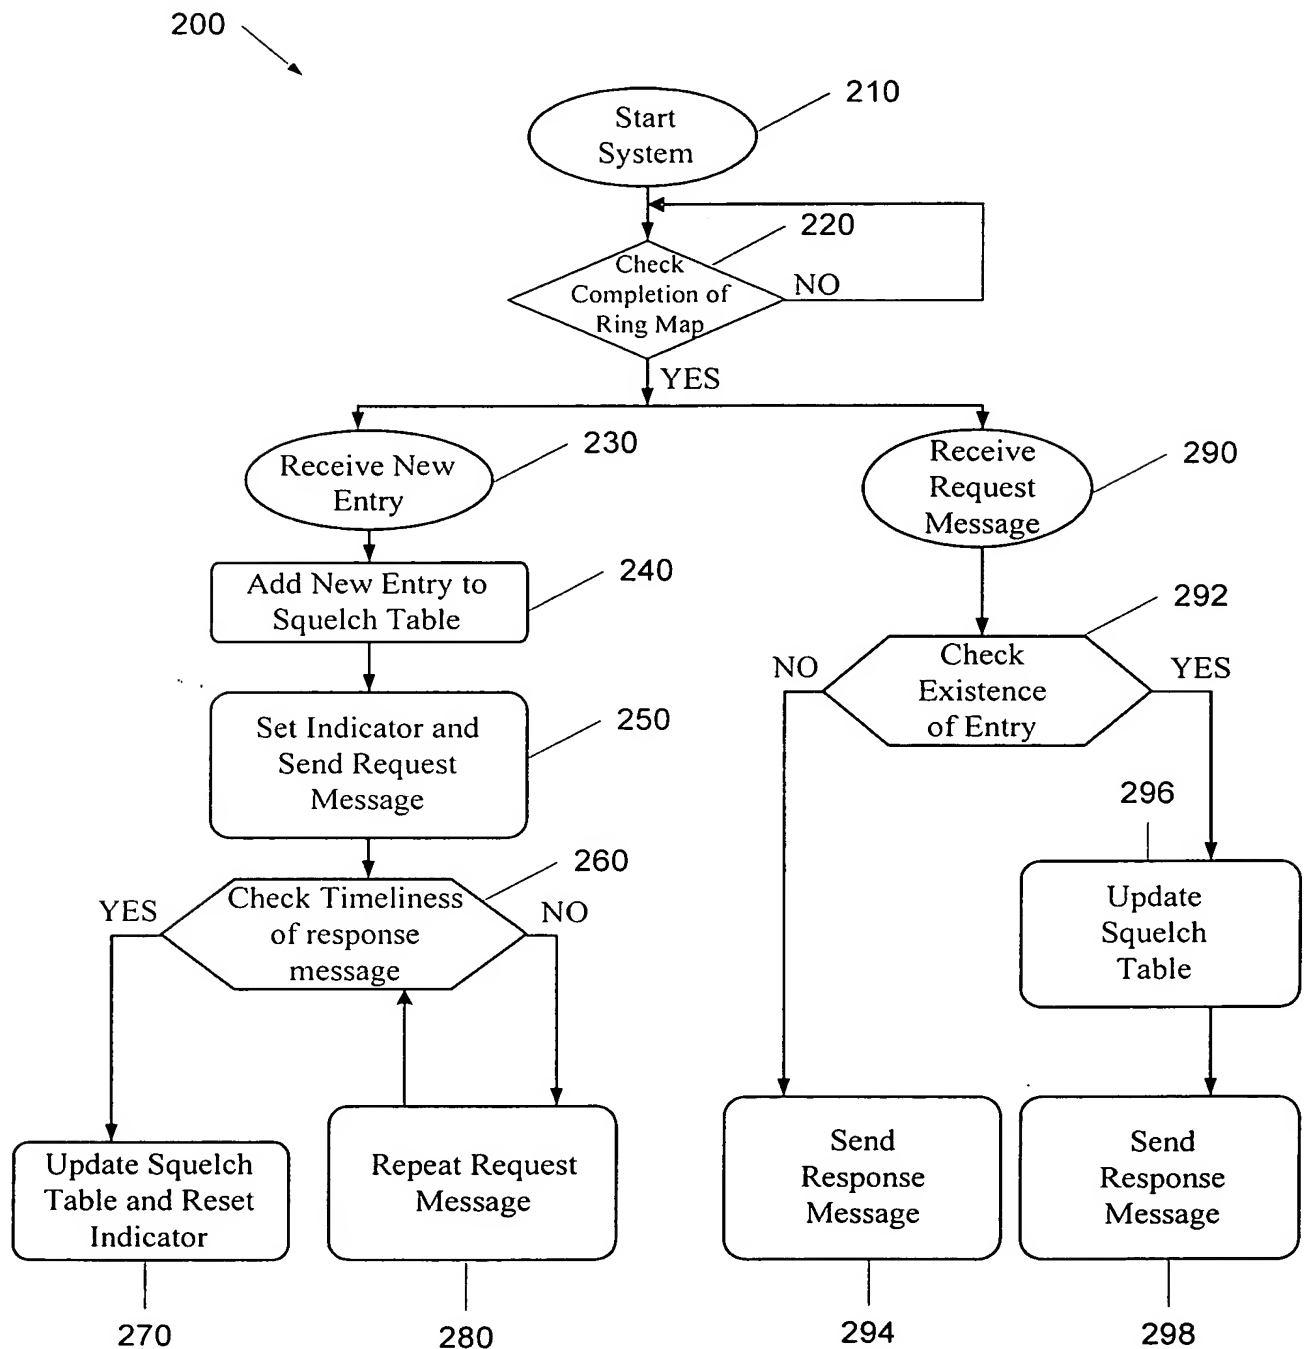 200
210
Start
System
220
Check
Completion of
Ring Map
NO
YES
230
Receive New
Entry
290
Receive
Request
Message
240
Add New Entry to
Squelch Table
292
Check
Existence
of Entry
NO
YES
250
Set Indicator and
Send Request
Message
296
Update
Squelch
Table
260
Check Timeliness
of response
message
YES
NO
Update Squelch
Table and Reset
Indicator
Repeat Request
Message
Send
Response
Message
Send
Response
Message
270
280
294
298